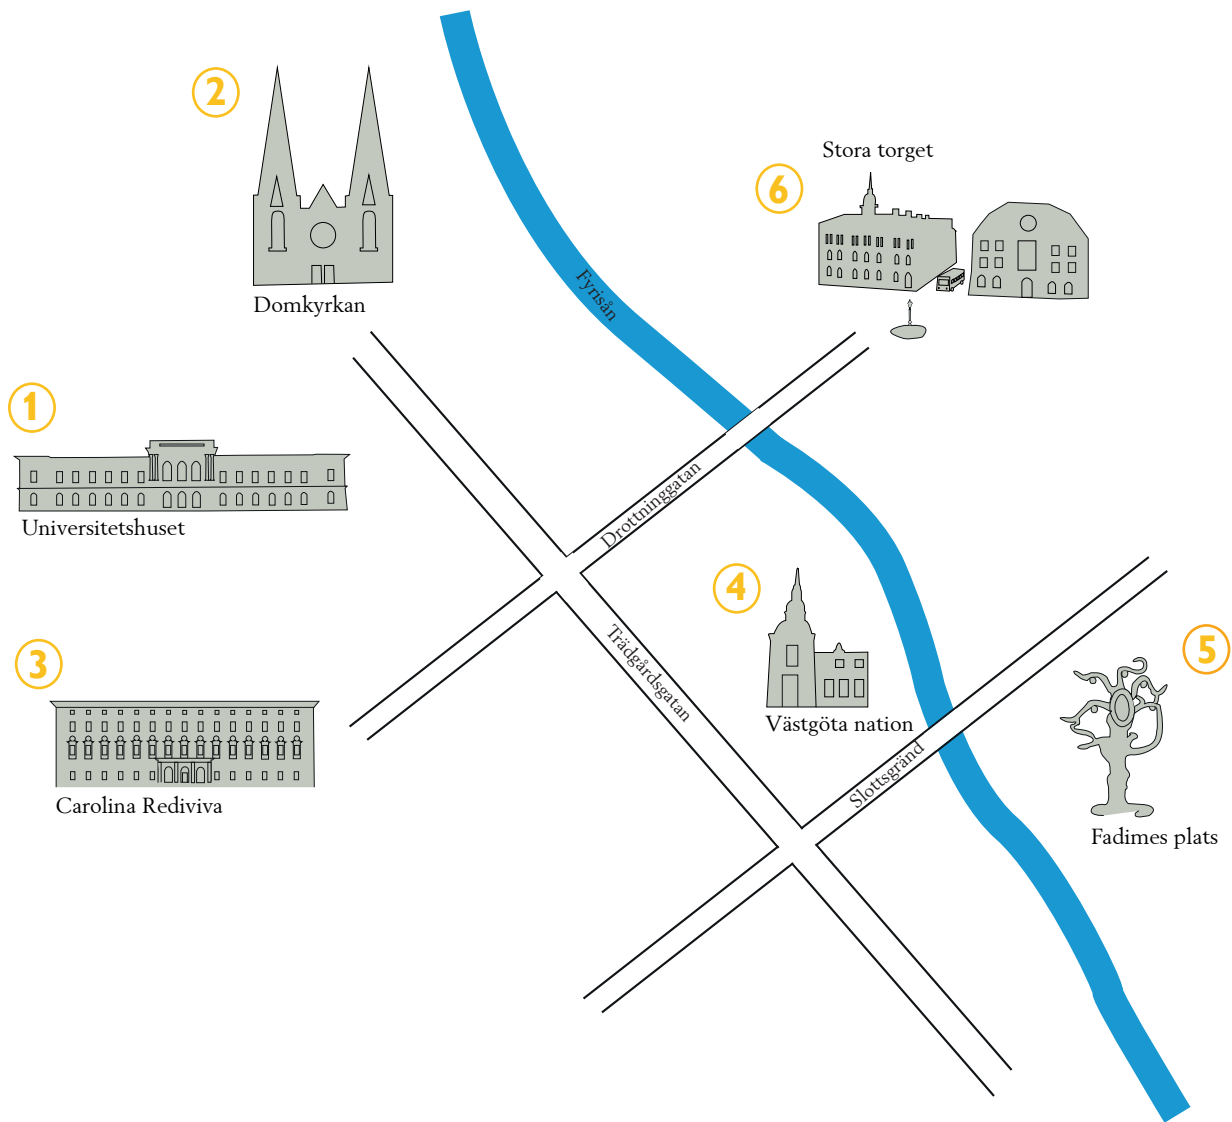 2
Domkyrkan
Fyrisån
Stora torget
6
1
Universitetshuset
Drottninggatan
3
Carolina Rediviva
Trädgårdsgatan
4
Västgöta nation
Slottsgränd
5
Fadimes plats